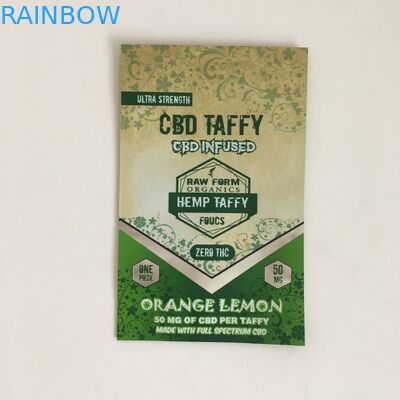 RAINBOW
ULTRA STRENGTH
CBD TAFFY
CBD INFUSED
RAW FORM
ORGANICS
HEMP TAFFY
FOUCS
ZERO THC
ONE
PIECE
50
MG
ORANGE LEMON
50 MG OF CBD PER TAFFY
MADE WITH FULL SPECTRUM CBD